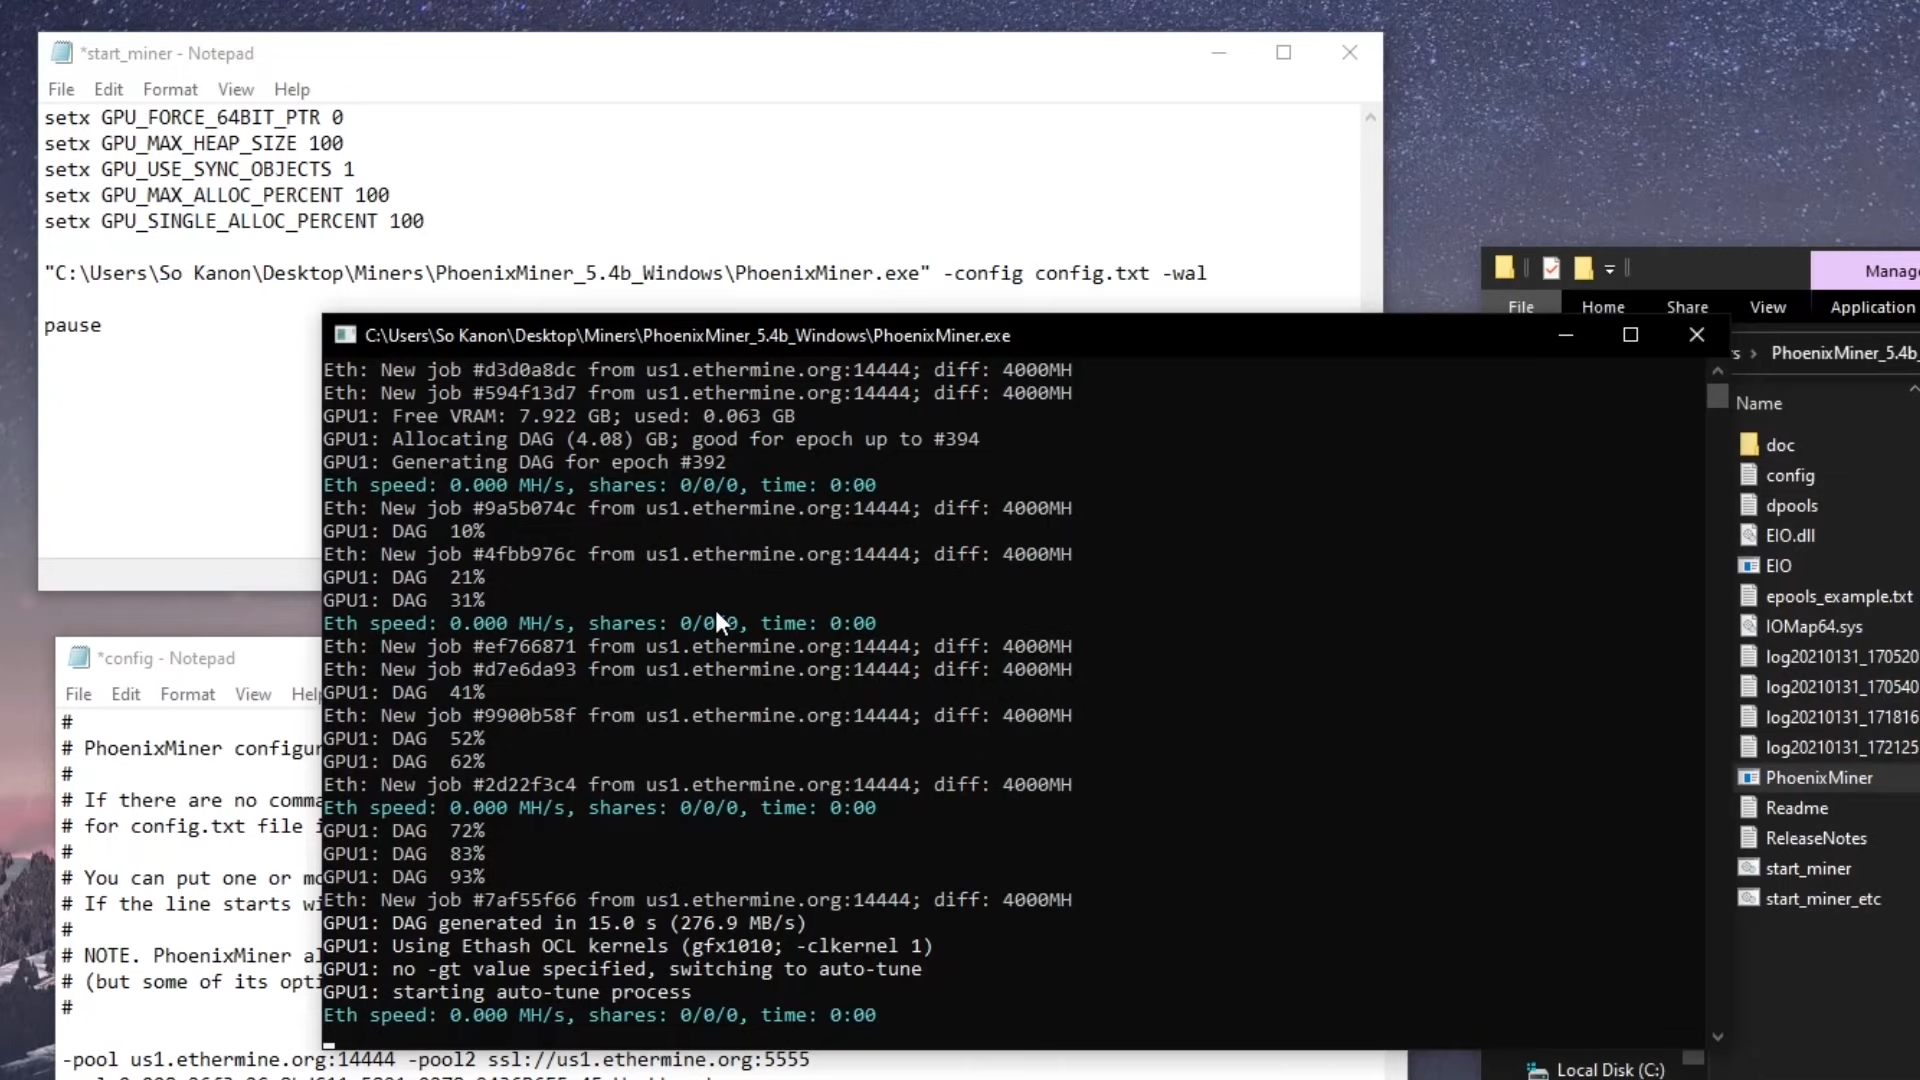 *start_miner - Notepad
File Edit Format View Help
setx GPU_FORCE_64BIT_PTR 0
setx GPU_MAX_HEAP_SIZE 100
setx GPU_USE_SYNC_OBJECTS 1
setx GPU_MAX_ALLOC_PERCENT 100
setx GPU_SINGLE_ALLOC_PERCENT 100
"C:\Users\So Kanon\Desktop\Miners\PhoenixMiner_5.4b_Windows\PhoenixMiner.exe" -config config.txt -wal
pause
C:\Users\So Kanon\Desktop\Miners\PhoenixMiner_5.4b_Windows\PhoenixMiner.exe
Eth: New job #d3d0a8dc from us1.ethermine.org:14444; diff: 4000MH
Eth: New job #594f13d7 from us1.ethermine.org:14444; diff: 4000MH
GPU1: Free VRAM: 7.922 GB; used: 0.063 GB
GPU1: Allocating DAG (4.08) GB; good for epoch up to #394
GPU1: Generating DAG for epoch #392
Eth speed: 0.000 MH/s, shares: 0/0/0, time: 0:00
Eth: New job #9a5b074c from us1.ethermine.org:14444; diff: 4000MH
GPU1: DAG 10%
Eth: New job #4fbb976c from us1.ethermine.org:14444; diff: 4000MH
GPU1: DAG 21%
GPU1: DAG 31%
Eth speed: 0.000 MH/s, shares: 0/0/0, time: 0:00
Eth: New job #ef766871 from us1.ethermine.org:14444; diff: 4000MH
Eth: New job #d7e6da93 from us1.ethermine.org:14444; diff: 4000MH
GPU1: DAG 41%
Eth: New job #9900b58f from us1.ethermine.org:14444; diff: 4000MH
GPU1: DAG 52%
GPU1: DAG 62%
Eth: New job #2d22f3c4 from us1.ethermine.org:14444; diff: 4000MH
Eth speed: 0.000 MH/s, shares: 0/0/0, time: 0:00
GPU1: DAG 72%
GPU1: DAG 83%
GPU1: DAG 93%
Eth: New job #7af55f66 from us1.ethermine.org:14444; diff: 4000MH
GPU1: DAG generated in 15.0 s (276.9 MB/s)
GPU1: Using Ethash OCL kernels (gfx1010; -clkernel 1)
GPU1: no -gt value specified, switching to auto-tune
GPU1: starting auto-tune process
Eth speed: 0.000 MH/s, shares: 0/0/0, time: 0:00
*config - Notepad
File Edit Format View Help
#
# PhoenixMiner configur
#
# If there are no comma
# for config.txt file i
#
# You can put one or mo
# If the line starts wi
#
# NOTE. PhoenixMiner al
# (but some of its opti
#
-pool us1.ethermine.org:14444 -pool2 ssl://us1.ethermine.org:5555
Manag
File Home Share View Application
PhoenixMiner_5.4b_
Name
doc
config
dpools
EIO.dll
EIO
epools_example.txt
IOMap64.sys
log20210131_170520
log20210131_170540
log20210131_171816
log20210131_172125
PhoenixMiner
Readme
ReleaseNotes
start_miner
start_miner_etc
Local Disk (C:)